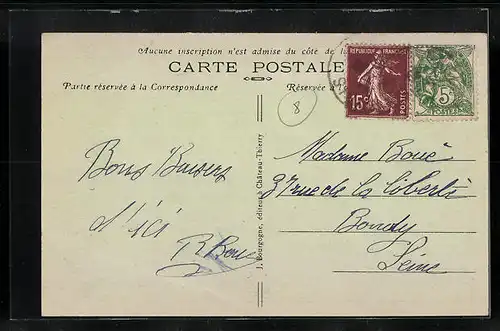 Aucune inscription n'est admise du côté de l
CARTE POSTALE
Partie réservée à la Correspondance
Réservée à
8
REPUBLIQUE FRANÇAISE
15c
POSTES
5
Bons Baisers
d'ici
R Boué
J. Bourgogne, éditeur, Château-Thierry
Madame Boué
37 rue de la Liberté
Bondy
Seine